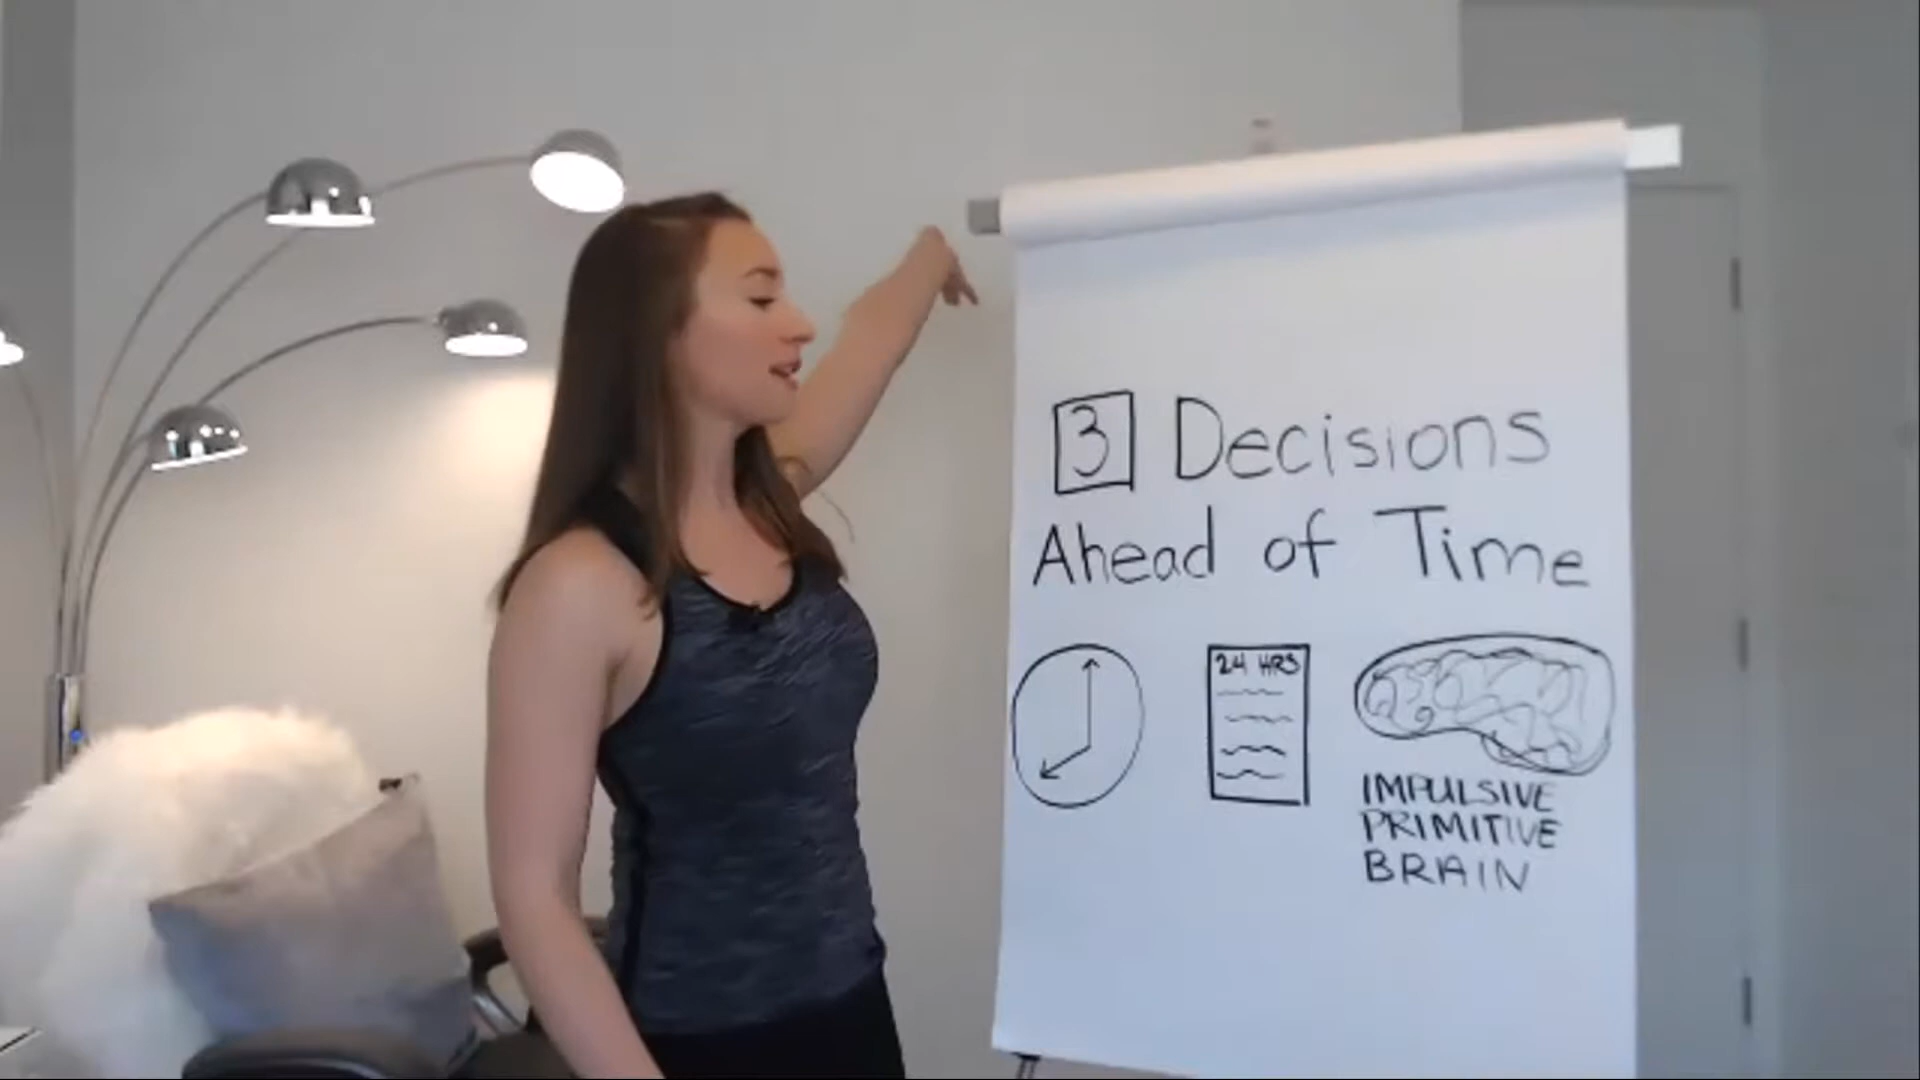 3 Decisions
Ahead of Time
24 HRS
IMPULSIVE
PRIMITIVE
BRAIN